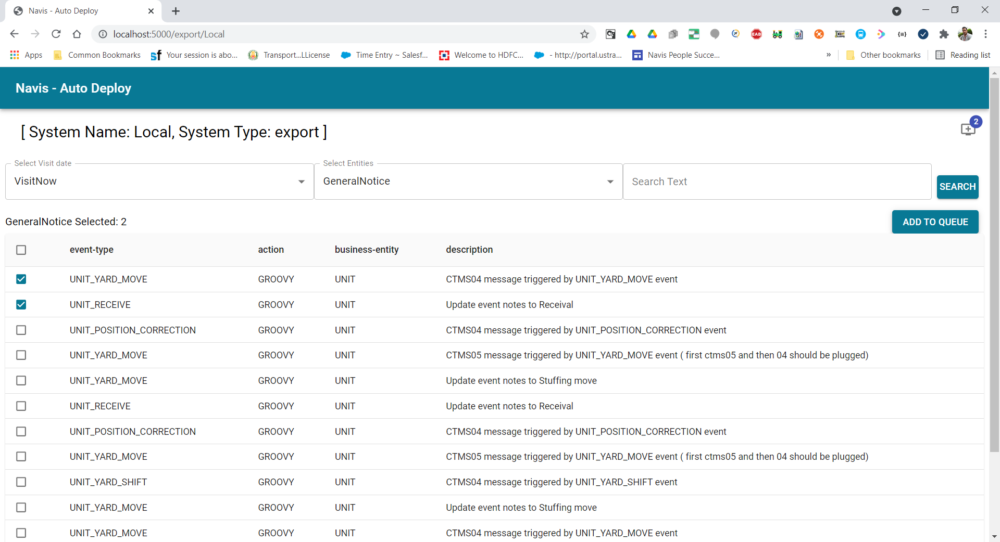 Navis - Auto Deploy
localhost:5000/export/Local
EAB
Apps Common Bookmarks sf Your session is abo... Transport...LLicense Time Entry ~ Salesf... Welcome to HDFC... - http://portal.ustra... Navis People Succe... » Other bookmarks Reading list
Navis - Auto Deploy
[ System Name: Local, System Type: export ]
2
Select Visit date Select Entities
VisitNow GeneralNotice Search Text SEARCH
GeneralNotice Selected: 2 ADD TO QUEUE
event-type action business-entity description
UNIT_YARD_MOVE GROOVY UNIT CTMS04 message triggered by UNIT_YARD_MOVE event
UNIT_RECEIVE GROOVY UNIT Update event notes to Receival
UNIT_POSITION_CORRECTION GROOVY UNIT CTMS04 message triggered by UNIT_POSITION_CORRECTION event
UNIT_YARD_MOVE GROOVY UNIT CTMS05 message triggered by UNIT_YARD_MOVE event ( first ctms05 and then 04 should be plugged)
UNIT_YARD_MOVE GROOVY UNIT Update event notes to Stuffing move
UNIT_RECEIVE GROOVY UNIT Update event notes to Receival
UNIT_POSITION_CORRECTION GROOVY UNIT CTMS04 message triggered by UNIT_POSITION_CORRECTION event
UNIT_YARD_MOVE GROOVY UNIT CTMS05 message triggered by UNIT_YARD_MOVE event ( first ctms05 and then 04 should be plugged)
UNIT_YARD_SHIFT GROOVY UNIT CTMS04 message triggered by UNIT_YARD_SHIFT event
UNIT_YARD_MOVE GROOVY UNIT Update event notes to Stuffing move
UNIT_YARD_MOVE GROOVY UNIT CTMS04 message triggered by UNIT_YARD_MOVE event